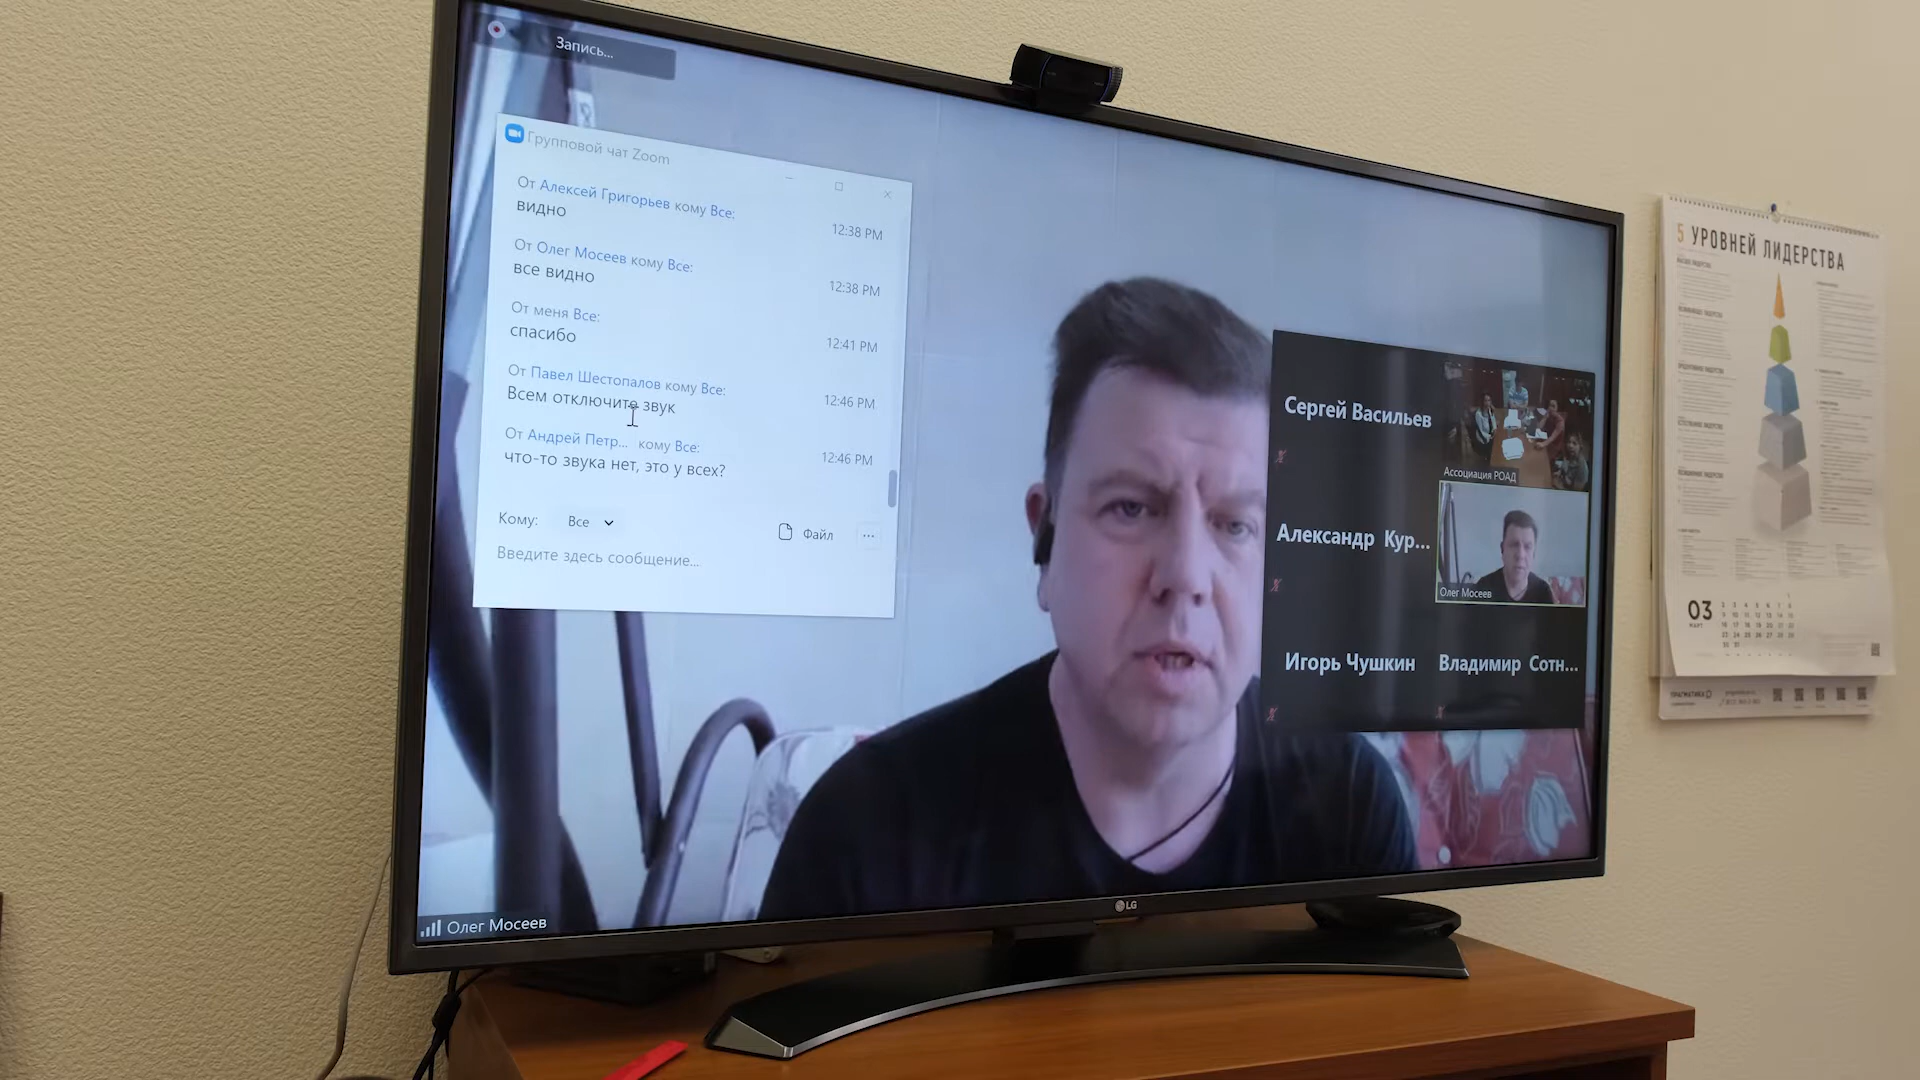 Запись...
Групповой чат Zoom
От Алексей Григорьев кому Все:
видно
12:38 PM
От Олег Мосеев кому Все:
все видно
12:38 PM
От меня Все:
спасибо
12:41 PM
От Павел Шестопалов кому Все:
Всем отключите звук
12:46 PM
От Андрей Петр... кому Все:
что-то звука нет, это у всех?
12:46 PM
Кому: Все
Файл
...
Введите здесь сообщение...
Сергей Васильев
Ассоциация РОАД
Александр Кур...
Олег Мосеев
Игорь Чушкин
Владимир Сотн...
Олег Мосеев
LG
5 УРОВНЕЙ ЛИДЕРСТВА
03
МАРТ
ПРАГМАТИКА